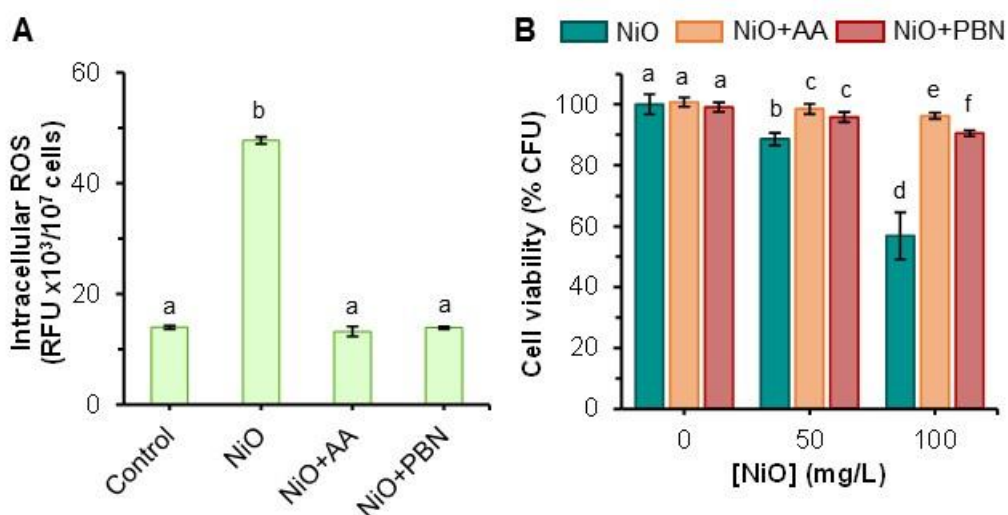 A
Intracellular ROS
(RFU x10³/10⁷ cells)
60
40
20
0
a
b
a
a
Control
NiO
NiO+AA
NiO+PBN
B
NiO
NiO+AA
NiO+PBN
Cell viability (% CFU)
100
80
60
40
20
0
a
a
a
b
c
c
d
e
f
0
50
100
[NiO] (mg/L)